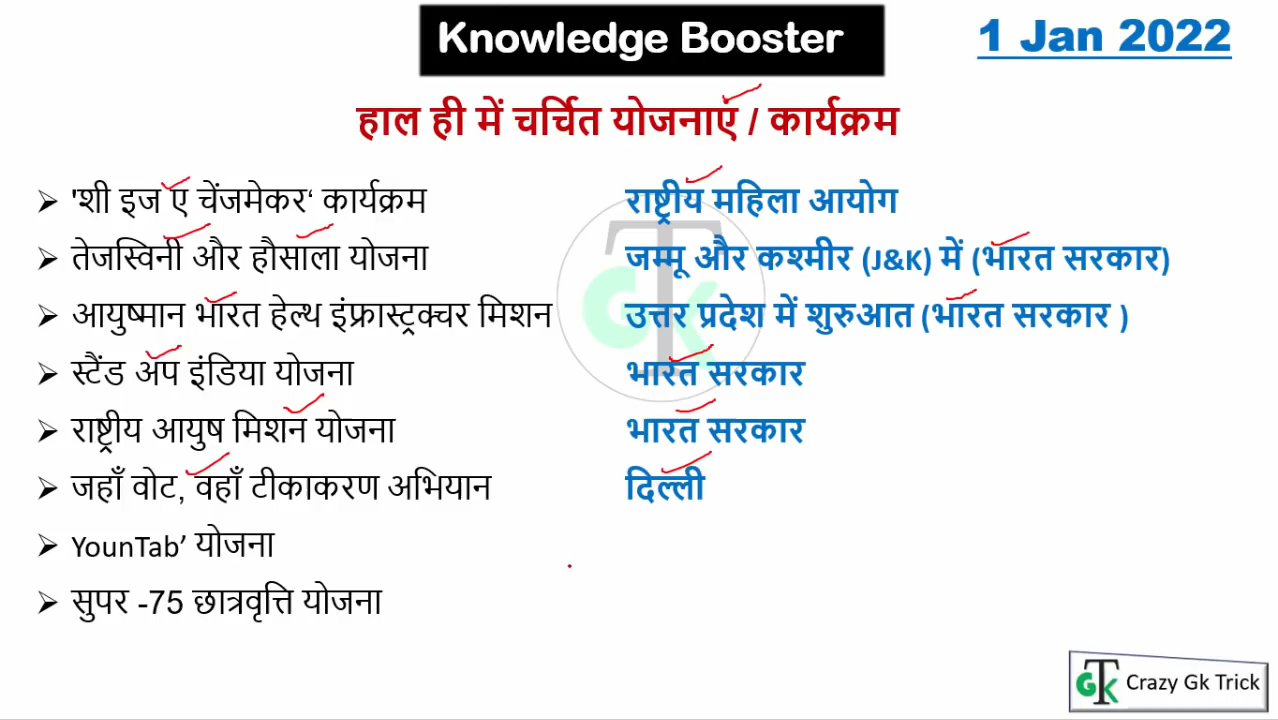 Knowledge Booster
1 Jan 2022
हाल ही में चर्चित योजनाएँ / कार्यक्रम
'शी इज ए चेंजमेकर‘ कार्यक्रम राष्ट्रीय महिला आयोग
तेजस्विनी और हौसाला योजना जम्मू और कश्मीर (J&K) में (भारत सरकार)
आयुष्मान भारत हेल्थ इंफ्रास्ट्रक्चर मिशन उत्तर प्रदेश में शुरुआत (भारत सरकार )
स्टैंड अप इंडिया योजना भारत सरकार
राष्ट्रीय आयुष मिशन योजना भारत सरकार
जहाँ वोट, वहाँ टीकाकरण अभियान दिल्ली
YounTab’ योजना
सुपर -75 छात्रवृत्ति योजना
TGK
TGK Crazy Gk Trick